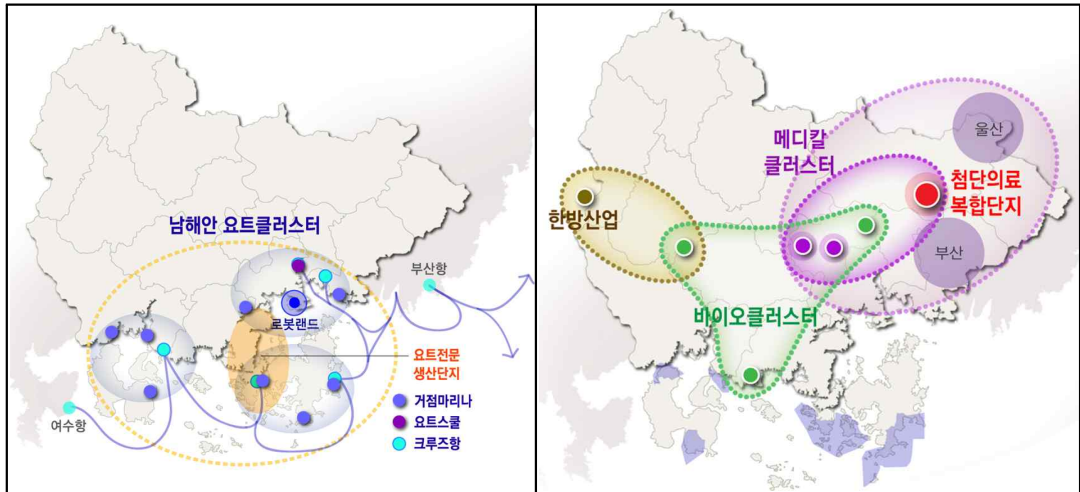 남해안 요트클러스터
부산항
로봇랜드
요트전문
생산단지
거점마리나
요트스쿨
크루즈항
여수항
울산
메디칼
클러스터
첨단의료
복합단지
한방산업
부산
바이오클러스터